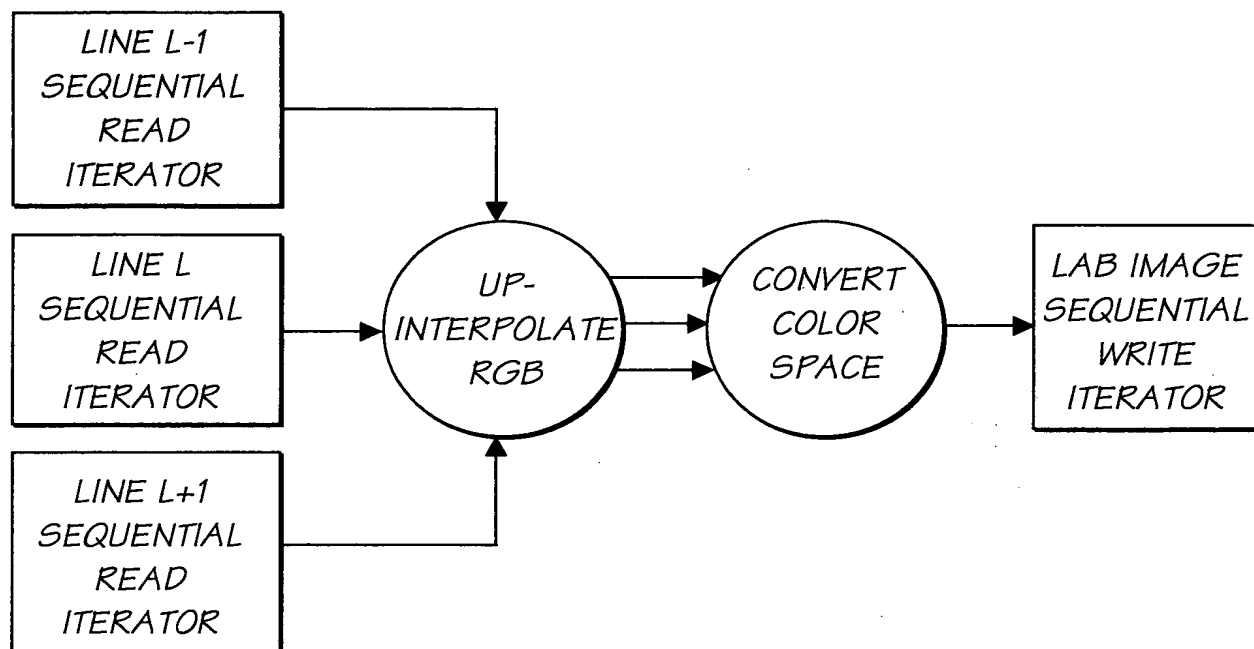 LINE L-1
SEQUENTIAL
READ
ITERATOR
LINE L
SEQUENTIAL
READ
ITERATOR
LINE L+1
SEQUENTIAL
READ
ITERATOR
UP-
INTERPOLATE
RGB
CONVERT
COLOR
SPACE
LAB IMAGE
SEQUENTIAL
WRITE
ITERATOR